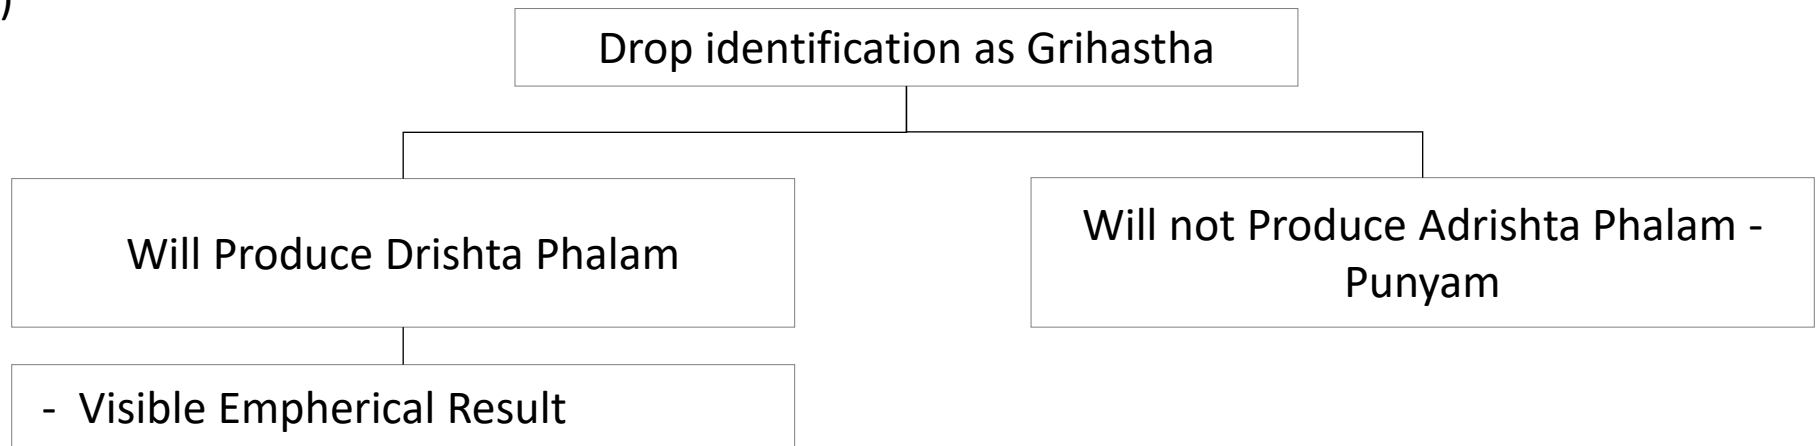 )
Drop identification as Grihastha
Will Produce Drishta Phalam
Will not Produce Adrishta Phalam -
Punyam
- Visible Empherical Result